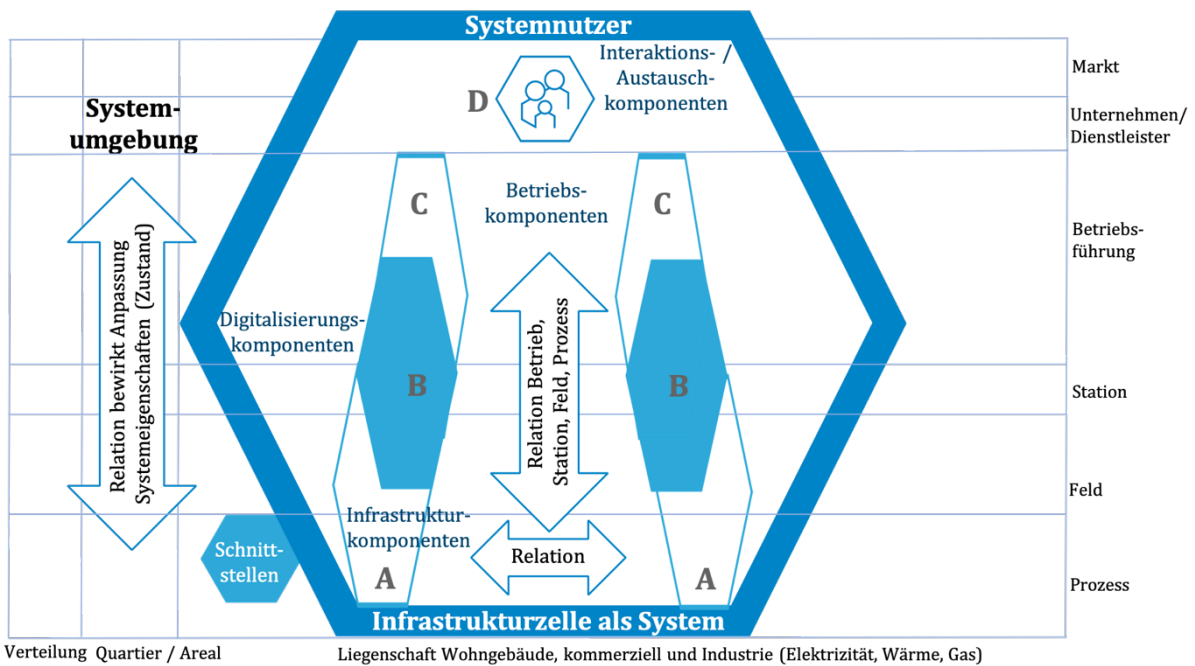 Systemnutzer
Interaktions- /
Austausch-
komponenten
D
Markt
Unternehmen/
Dienstleister
System-
umgebung
C
Betriebs-
komponenten
C
Betriebs-
führung
Relation bewirkt Anpassung
Systemeigenschaften (Zustand)
Digitalisierungs-
komponenten
B
Relation Betrieb,
Station, Feld, Prozess
B
Station
Feld
Infrastruktur-
komponenten
Schnitt-
stellen
Relation
A
A
Prozess
Infrastrukturzelle als System
Verteilung Quartier / Areal
Liegenschaft Wohngebäude, kommerziell und Industrie (Elektrizität, Wärme, Gas)